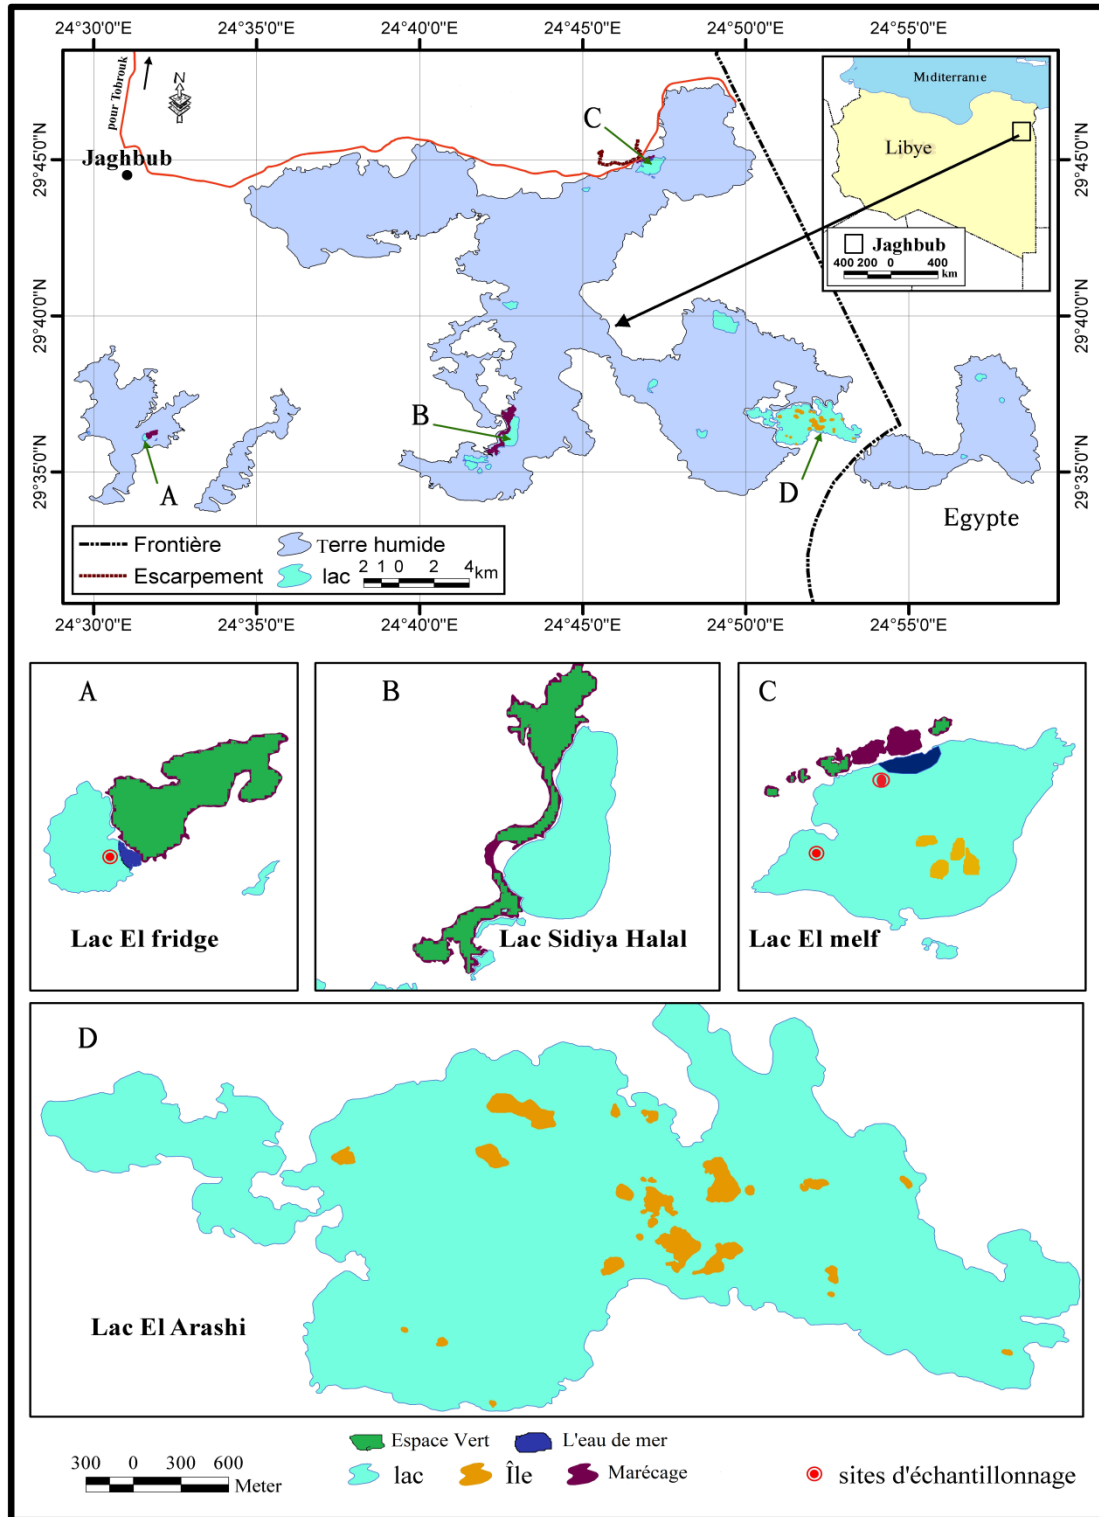 24°30'0"E 24°35'0"E 24°40'0"E 24°45'0"E 24°50'0"E 24°55'0"E
pour Tobrouk
N
Jaghbub
C
Miditerranie
Libye
Jaghbub
400 200 0 400
km
29°45'0"N 29°45'0"N
29°40'0"N 29°40'0"N
29°35'0"N 29°35'0"N
A
B
D
Egypte
Frontière
Terre humide
Escarpement
lac
2 1 0 2 4 km
24°30'0"E 24°35'0"E 24°40'0"E 24°45'0"E 24°50'0"E 24°55'0"E
A
Lac El fridge
B
Lac Sidiya Halal
C
Lac El melf
D
Lac El Arashi
Espace Vert
L'eau de mer
300 0 300 600
Meter
lac
Île
Marécage
sites d'échantillonnage